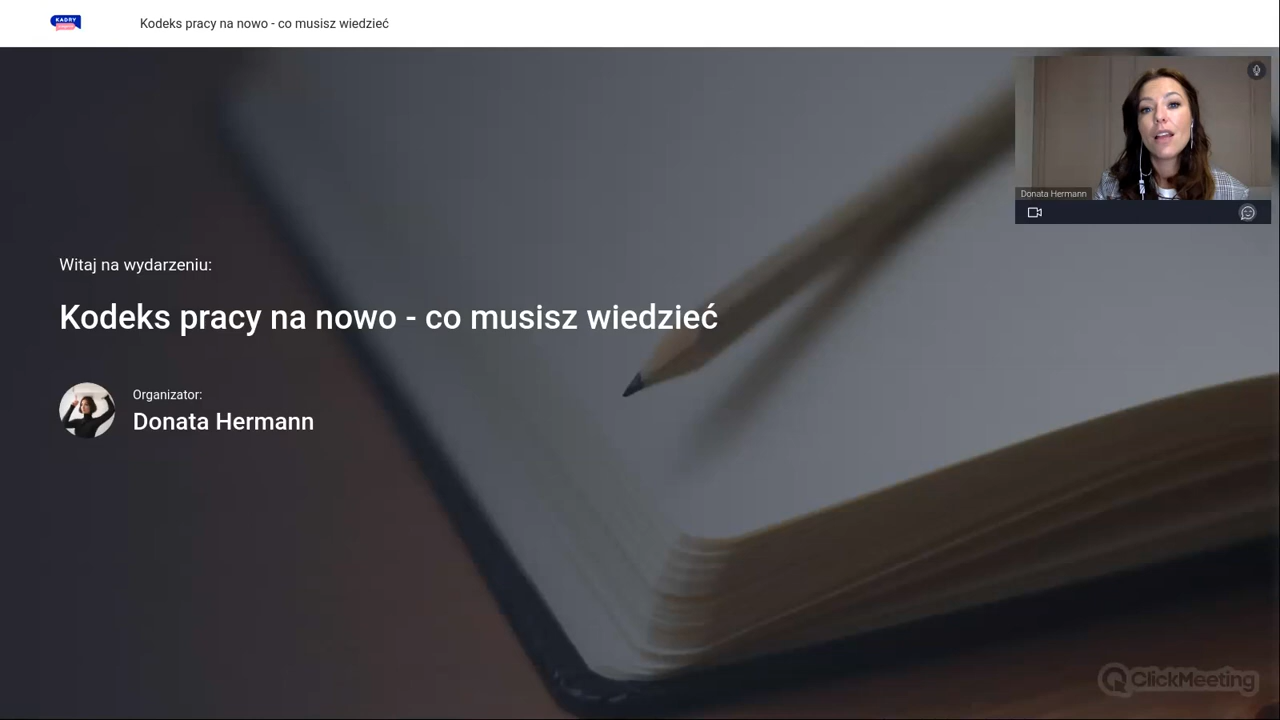 KADRY
Kodeks pracy na nowo - co musisz wiedzieć
Donata Hermann
Witaj na wydarzeniu:
Kodeks pracy na nowo - co musisz wiedzieć
Organizator:
Donata Hermann
ClickMeeting